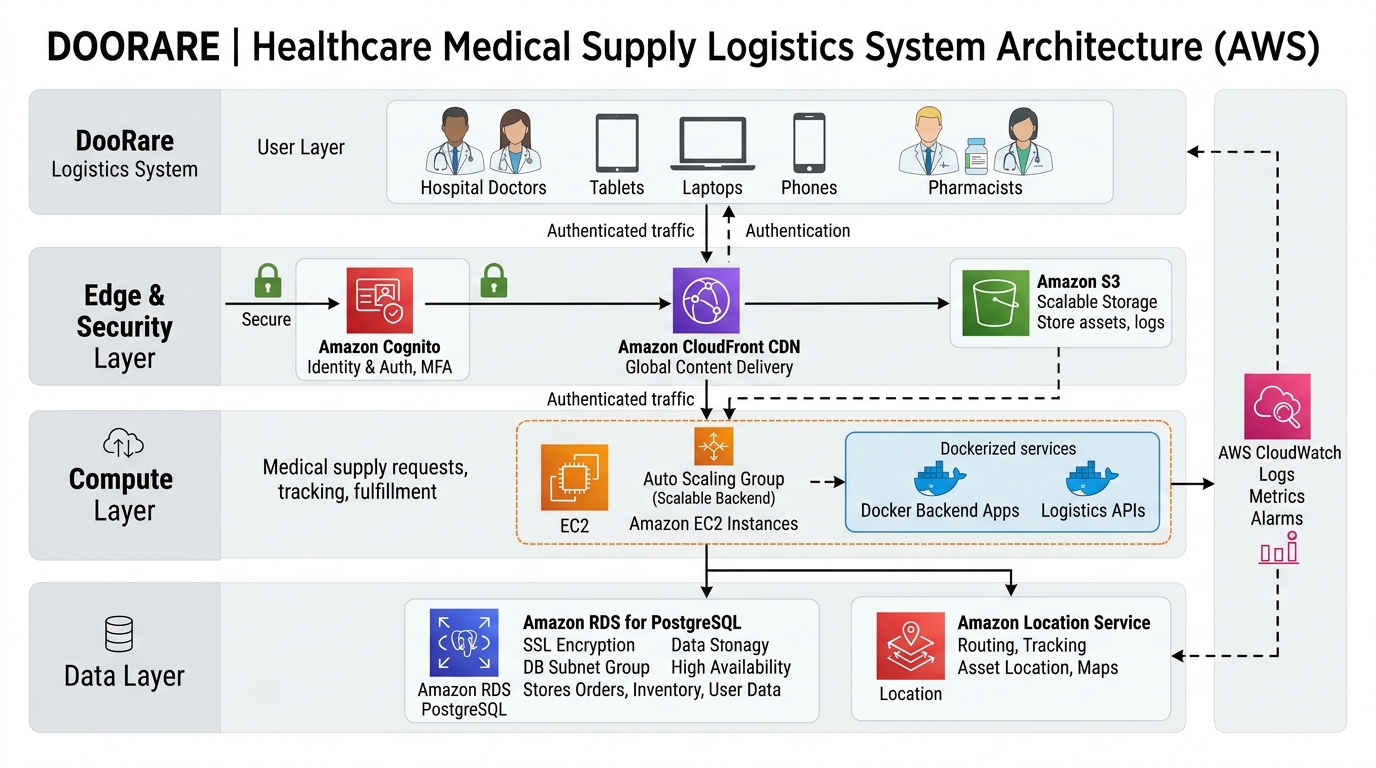 DOORARE | Healthcare Medical Supply Logistics System Architecture (AWS)
DooRare
Logistics System
User Layer
Hospital Doctors
Tablets
Laptops
Phones
Pharmacists
Authenticated traffic
Authentication
Edge &
Security
Layer
Secure
Amazon Cognito
Identity & Auth, MFA
Amazon CloudFront CDN
Global Content Delivery
Amazon S3
Scalable Storage
Store assets, logs
Authenticated traffic
Compute
Layer
Medical supply requests,
tracking, fulfillment
EC2
Auto Scaling Group
(Scalable Backend)
Amazon EC2 Instances
Dockerized services
Docker Backend Apps
Logistics APIs
AWS CloudWatch
Logs
Metrics
Alarms
Data Layer
Amazon RDS
PostgreSQL
Amazon RDS for PostgreSQL
SSL Encryption
Data Stonagy
DB Subnet Group
High Availability
Stores Orders, Inventory, User Data
Location
Amazon Location Service
Routing, Tracking
Asset Location, Maps